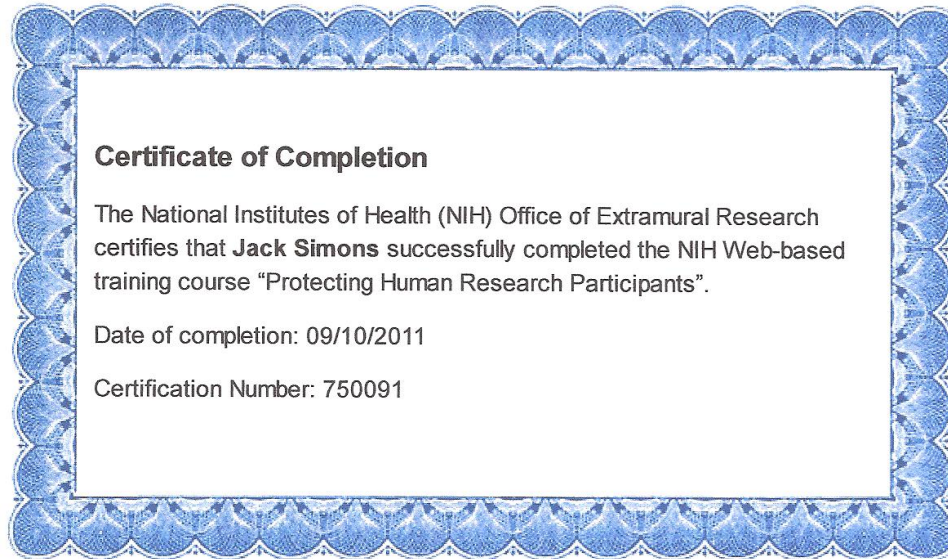 Certificate of Completion
The National Institutes of Health (NIH) Office of Extramural Research
certifies that Jack Simons successfully completed the NIH Web-based
training course “Protecting Human Research Participants”.
Date of completion: 09/10/2011
Certification Number: 750091